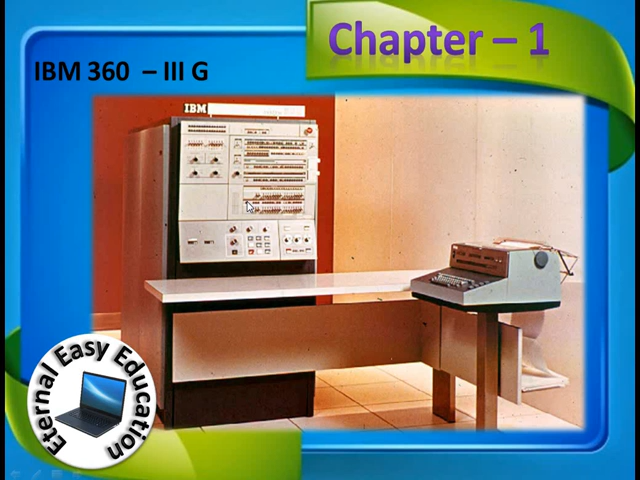 Chapter – 1
IBM 360 – III G
IBM
Eternal Easy Education